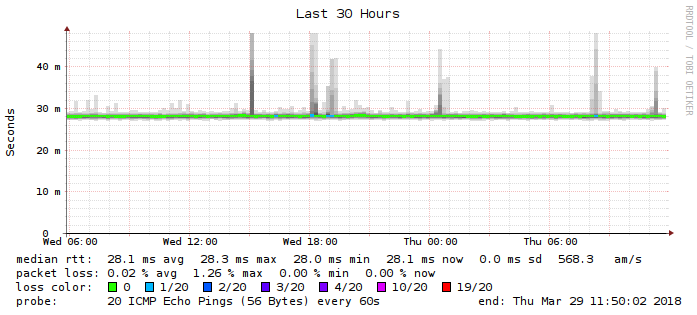 Last 30 Hours
RRDTOOL / TOBI OETIKER
Seconds
40 m
30 m
20 m
10 m
0
Wed 06:00 Wed 12:00 Wed 18:00 Thu 00:00 Thu 06:00
median rtt: 28.1 ms avg 28.3 ms max 28.0 ms min 28.1 ms now 0.0 ms sd 568.3 am/s
packet loss: 0.02 % avg 1.26 % max 0.00 % min 0.00 % now
loss color: 0 1/20 2/20 3/20 4/20 10/20 19/20
probe: 20 ICMP Echo Pings (56 Bytes) every 60s end: Thu Mar 29 11:50:02 2018